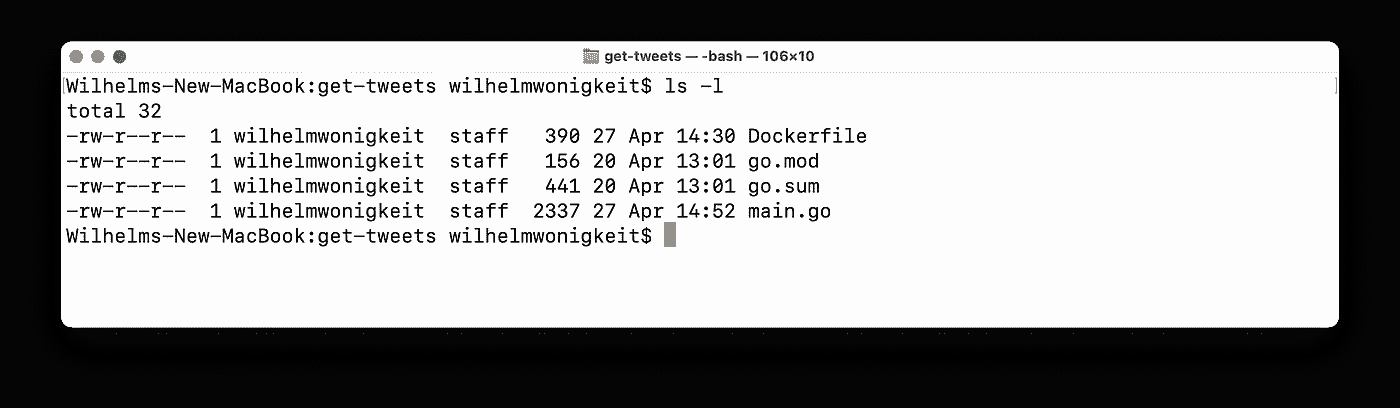 get-tweets — -bash — 106×10
Wilhelms-New-MacBook:get-tweets wilhelmwonigkeit$ ls -l
total 32
-rw-r--r--  1 wilhelmwonigkeit  staff   390 27 Apr 14:30 Dockerfile
-rw-r--r--  1 wilhelmwonigkeit  staff   156 20 Apr 13:01 go.mod
-rw-r--r--  1 wilhelmwonigkeit  staff   441 20 Apr 13:01 go.sum
-rw-r--r--  1 wilhelmwonigkeit  staff  2337 27 Apr 14:52 main.go
Wilhelms-New-MacBook:get-tweets wilhelmwonigkeit$